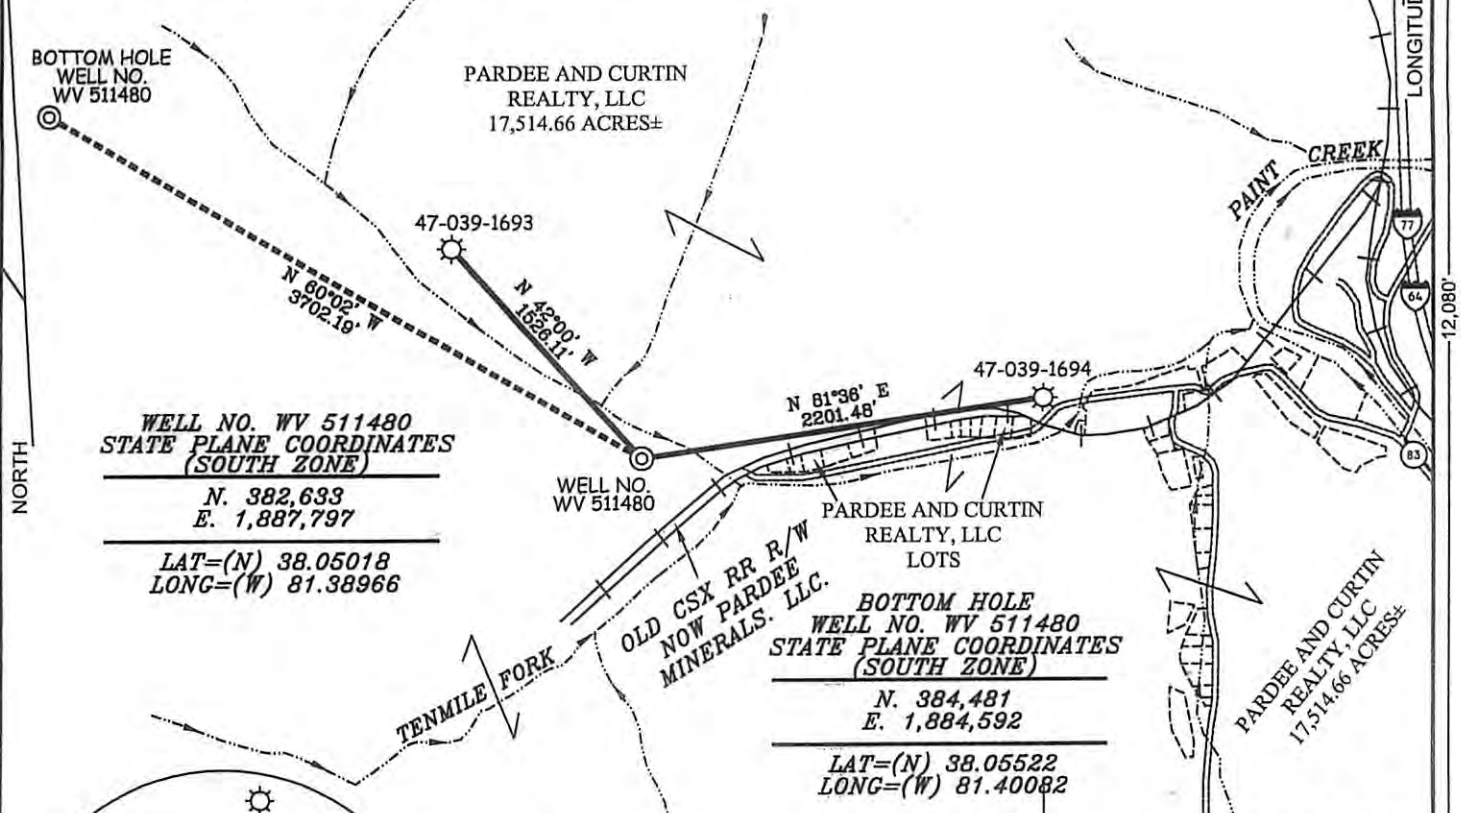 BOTTOM HOLE
WELL NO.
WV 511480
PARDEE AND CURTIN
REALTY, LLC
17,514.66 ACRES±
LONGITUD
PAINT CREEK
77
64
12,080'
47-039-1693
N 60°02' W
3702.19'
N 42°00' W
1526.11'
47-039-1694
N 81°36' E
2201.48'
83
NORTH
WELL NO. WV 511480
STATE PLANE COORDINATES
(SOUTH ZONE)
N. 382,633
E. 1,887,797
LAT=(N) 38.05018
LONG=(W) 81.38966
WELL NO.
WV 511480
PARDEE AND CURTIN
REALTY, LLC
LOTS
OLD CSX RR R/W
NOW PARDEE
MINERALS. LLC.
TENMILE FORK
BOTTOM HOLE
WELL NO. WV 511480
STATE PLANE COORDINATES
(SOUTH ZONE)
N. 384,481
E. 1,884,592
LAT=(N) 38.05522
LONG=(W) 81.40082
PARDEE AND CURTIN
REALTY, LLC
17,514.66 ACRES±